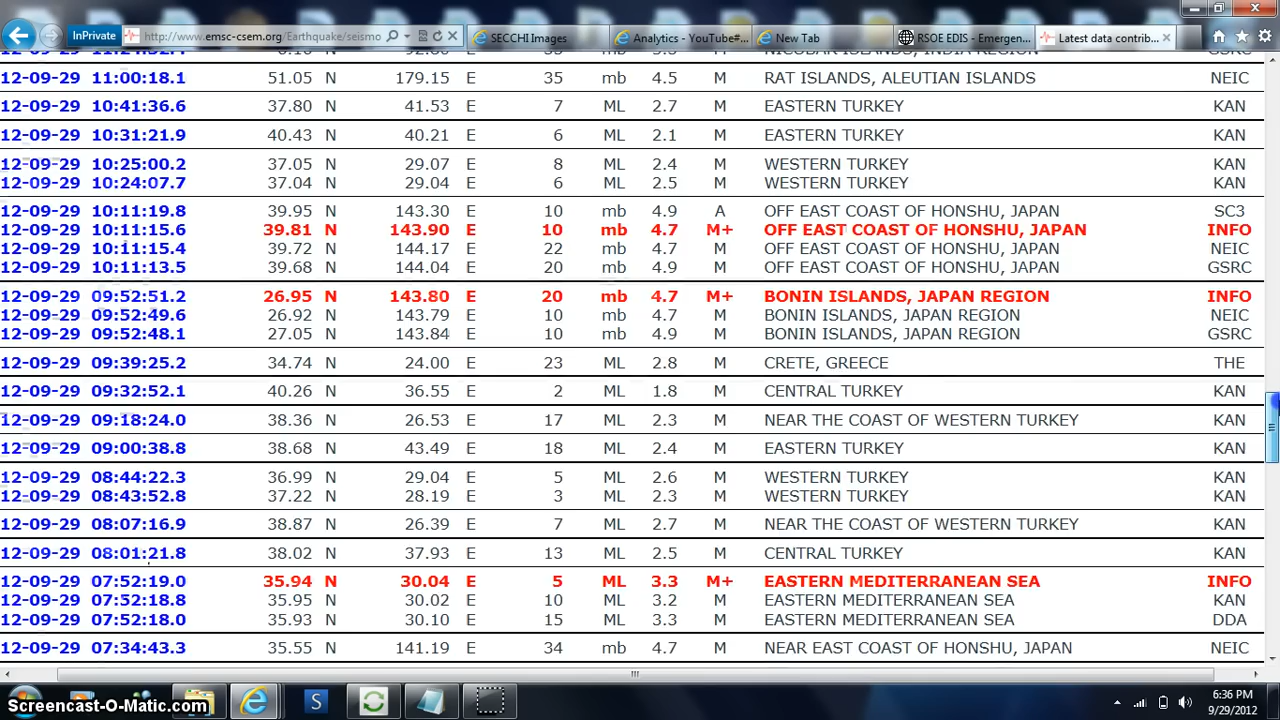 InPrivate http://www.emsc-csem.org/Earthquake/seismo SECCHI Images Analytics - YouTube#... New Tab RSOE EDIS - Emergen... Latest data contrib...
12-09-29 11:00:18.1 51.05 N 179.15 E 35 mb 4.5 M RAT ISLANDS, ALEUTIAN ISLANDS NEIC
12-09-29 10:41:36.6 37.80 N 41.53 E 7 ML 2.7 M EASTERN TURKEY KAN
12-09-29 10:31:21.9 40.43 N 40.21 E 6 ML 2.1 M EASTERN TURKEY KAN
12-09-29 10:25:00.2 37.05 N 29.07 E 8 ML 2.4 M WESTERN TURKEY KAN
12-09-29 10:24:07.7 37.04 N 29.04 E 6 ML 2.5 M WESTERN TURKEY KAN
12-09-29 10:11:19.8 39.95 N 143.30 E 10 mb 4.9 A OFF EAST COAST OF HONSHU, JAPAN SC3
12-09-29 10:11:15.6 39.81 N 143.90 E 10 mb 4.7 M+ OFF EAST COAST OF HONSHU, JAPAN INFO
12-09-29 10:11:15.4 39.72 N 144.17 E 22 mb 4.7 M OFF EAST COAST OF HONSHU, JAPAN NEIC
12-09-29 10:11:13.5 39.68 N 144.04 E 20 mb 4.9 M OFF EAST COAST OF HONSHU, JAPAN GSRC
12-09-29 09:52:51.2 26.95 N 143.80 E 20 mb 4.7 M+ BONIN ISLANDS, JAPAN REGION INFO
12-09-29 09:52:49.6 26.92 N 143.79 E 10 mb 4.7 M BONIN ISLANDS, JAPAN REGION NEIC
12-09-29 09:52:48.1 27.05 N 143.84 E 10 mb 4.9 M BONIN ISLANDS, JAPAN REGION GSRC
12-09-29 09:39:25.2 34.74 N 24.00 E 23 ML 2.8 M CRETE, GREECE THE
12-09-29 09:32:52.1 40.26 N 36.55 E 2 ML 1.8 M CENTRAL TURKEY KAN
12-09-29 09:18:24.0 38.36 N 26.53 E 17 ML 2.3 M NEAR THE COAST OF WESTERN TURKEY KAN
12-09-29 09:00:38.8 38.68 N 43.49 E 18 ML 2.4 M EASTERN TURKEY KAN
12-09-29 08:44:22.3 36.99 N 29.04 E 5 ML 2.6 M WESTERN TURKEY KAN
12-09-29 08:43:52.8 37.22 N 28.19 E 3 ML 2.3 M WESTERN TURKEY KAN
12-09-29 08:07:16.9 38.87 N 26.39 E 7 ML 2.7 M NEAR THE COAST OF WESTERN TURKEY KAN
12-09-29 08:01:21.8 38.02 N 37.93 E 13 ML 2.5 M CENTRAL TURKEY KAN
12-09-29 07:52:19.0 35.94 N 30.04 E 5 ML 3.3 M+ EASTERN MEDITERRANEAN SEA INFO
12-09-29 07:52:18.8 35.95 N 30.02 E 10 ML 3.2 M EASTERN MEDITERRANEAN SEA KAN
12-09-29 07:52:18.0 35.93 N 30.10 E 15 ML 3.3 M EASTERN MEDITERRANEAN SEA DDA
12-09-29 07:34:43.3 35.55 N 141.19 E 34 mb 4.7 M NEAR EAST COAST OF HONSHU, JAPAN NEIC
S
6:36 PM
Screencast-O-Matic.com 9/29/2012